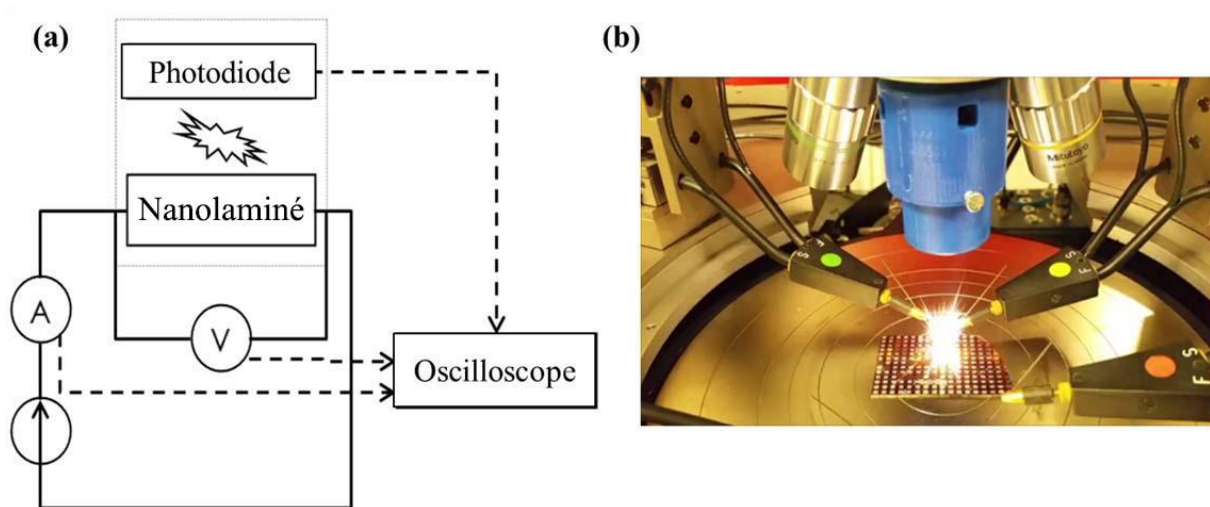 (a)
Photodiode
Nanolaminé
A
V
Oscilloscope
(b)
Mitutoyo
S
F
S
F
S
F